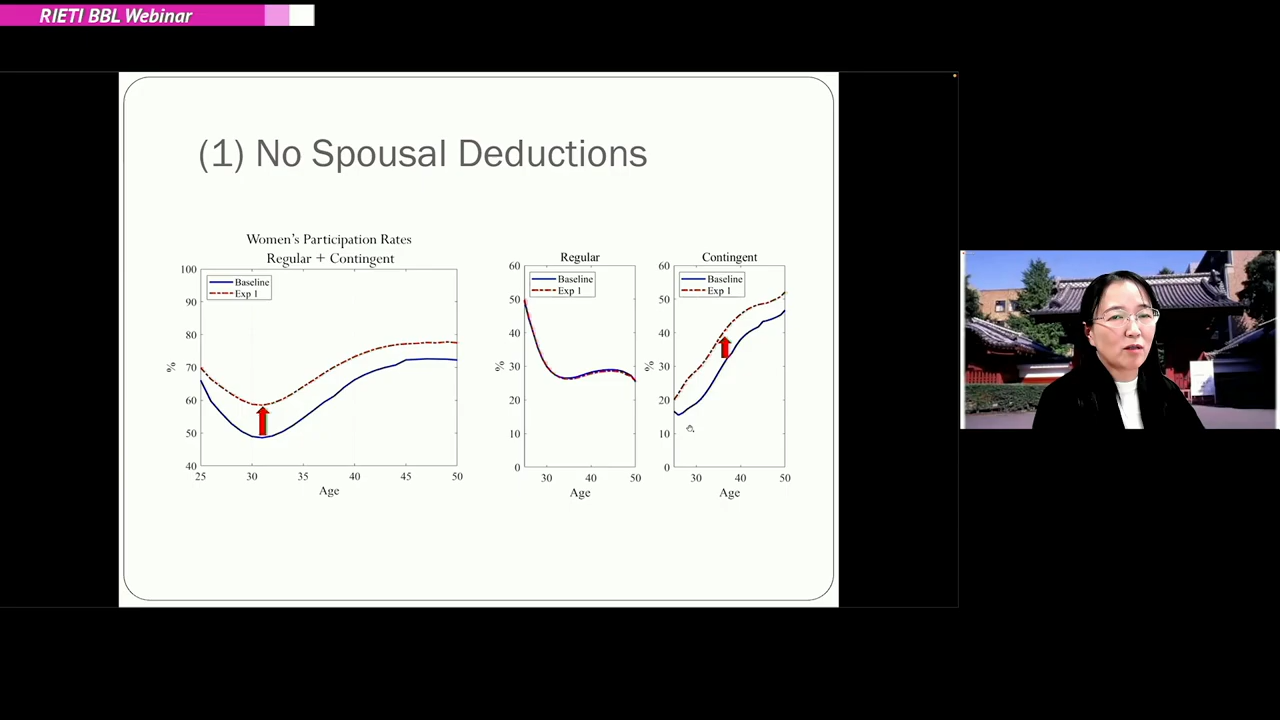 RIETI BBL Webinar
(1) No Spousal Deductions
Women's Participation Rates
Regular + Contingent
100
90
80
70
60
50
40
%
Baseline
Exp 1
25
30
35
40
45
50
Age
Regular
60
50
40
30
20
10
0
%
Baseline
Exp 1
30
40
50
Age
Contingent
60
50
40
30
20
10
0
%
Baseline
Exp 1
30
40
50
Age